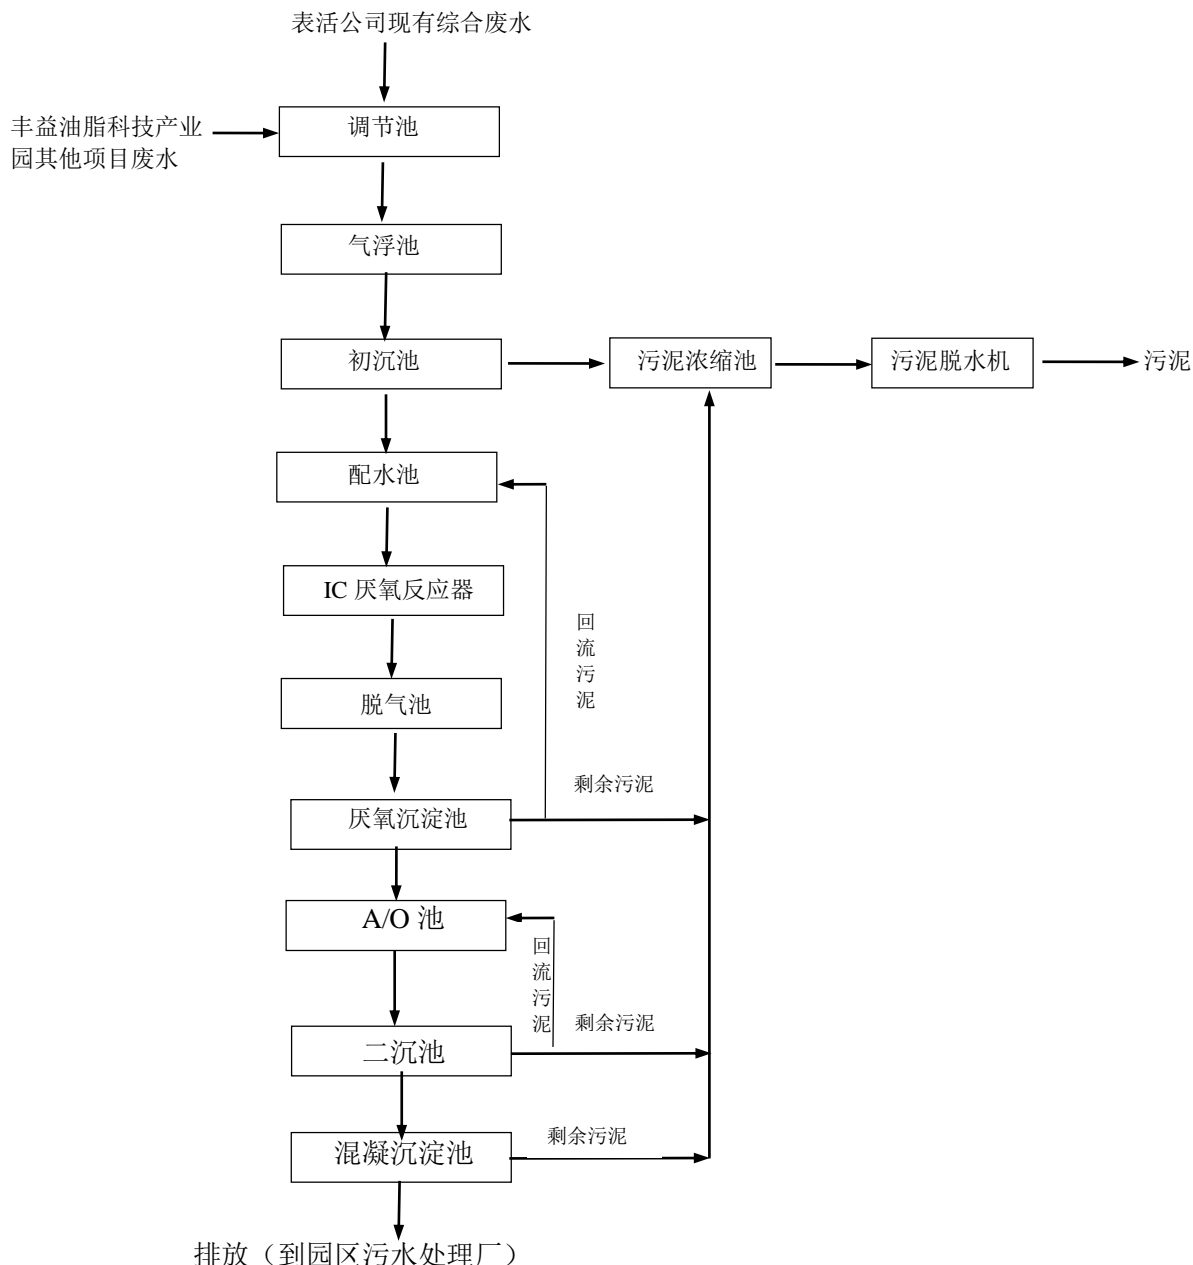 表活公司现有综合废水
丰益油脂科技产业
园其他项目废水
调节池
气浮池
初沉池
污泥浓缩池
污泥脱水机
污泥
配水池
IC 厌氧反应器
回流污泥
脱气池
剩余污泥
厌氧沉淀池
A/O 池
回流污泥
剩余污泥
二沉池
剩余污泥
混凝沉淀池
排放（到园区污水处理厂）